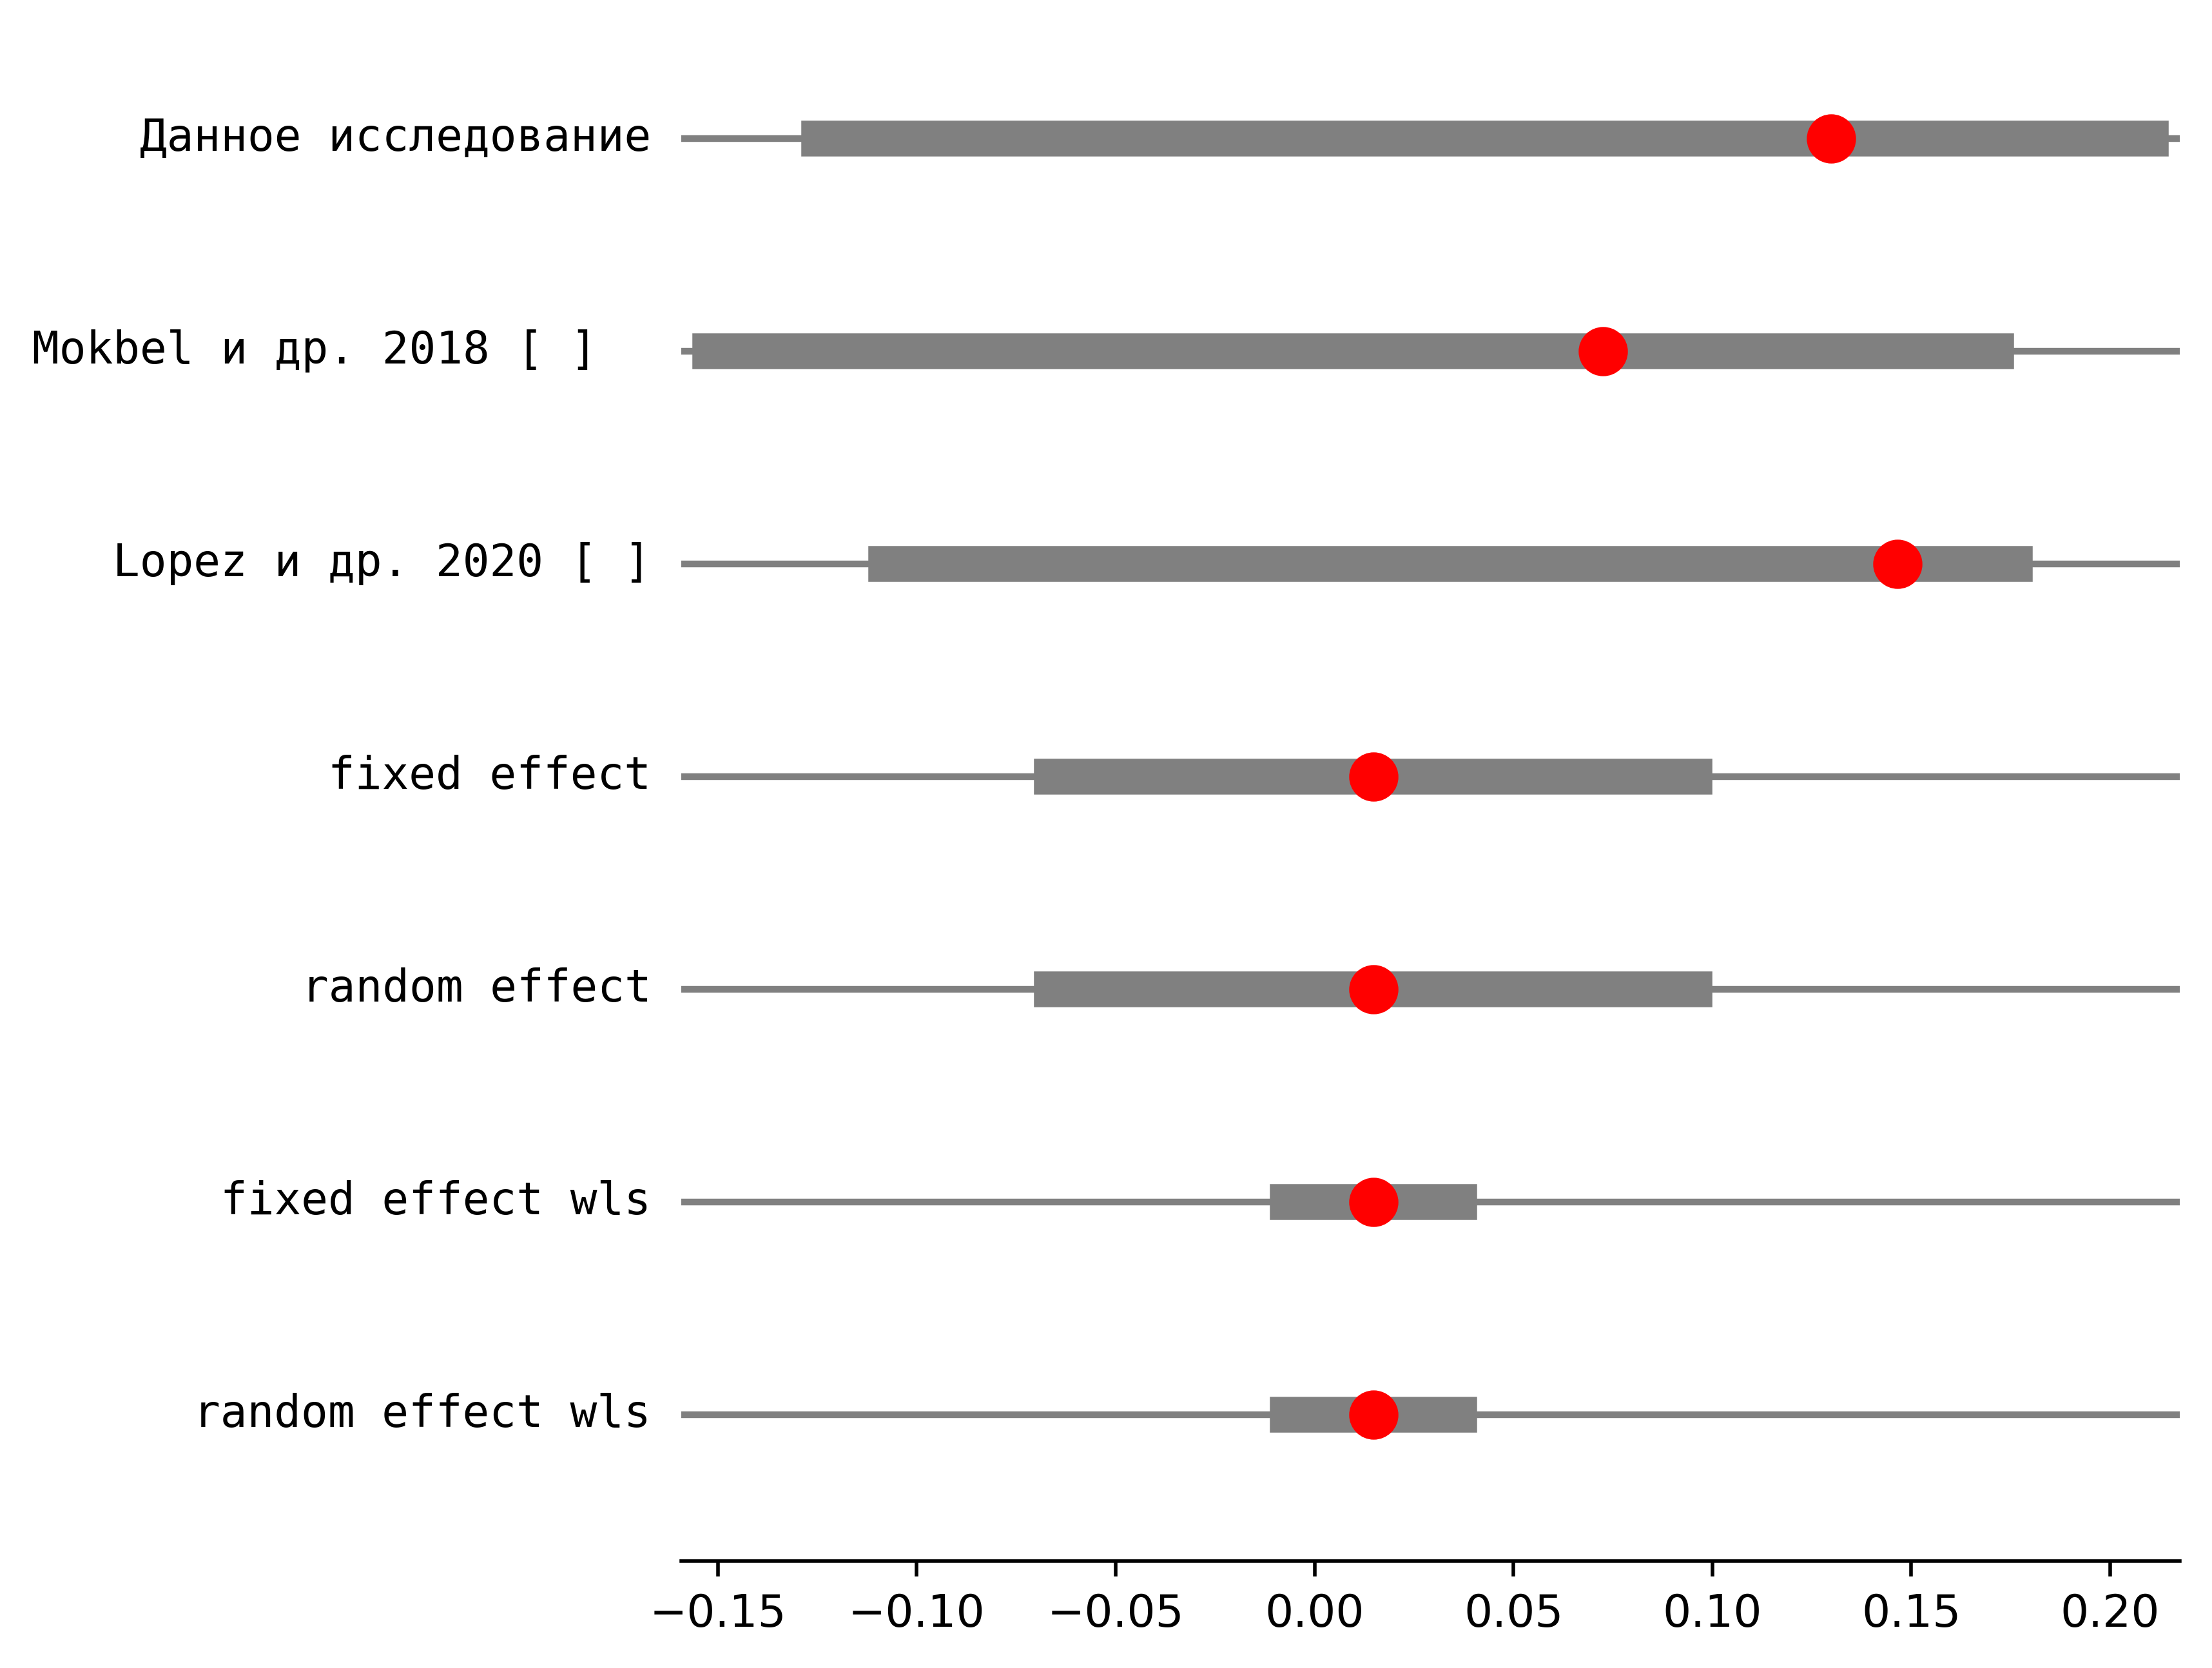 Данное исследование
Mokbel и др. 2018 [ ]
Lopez и др. 2020 [ ]
fixed effect
random effect
fixed effect wls
random effect wls
−0.15 −0.10 −0.05 0.00 0.05 0.10 0.15 0.20